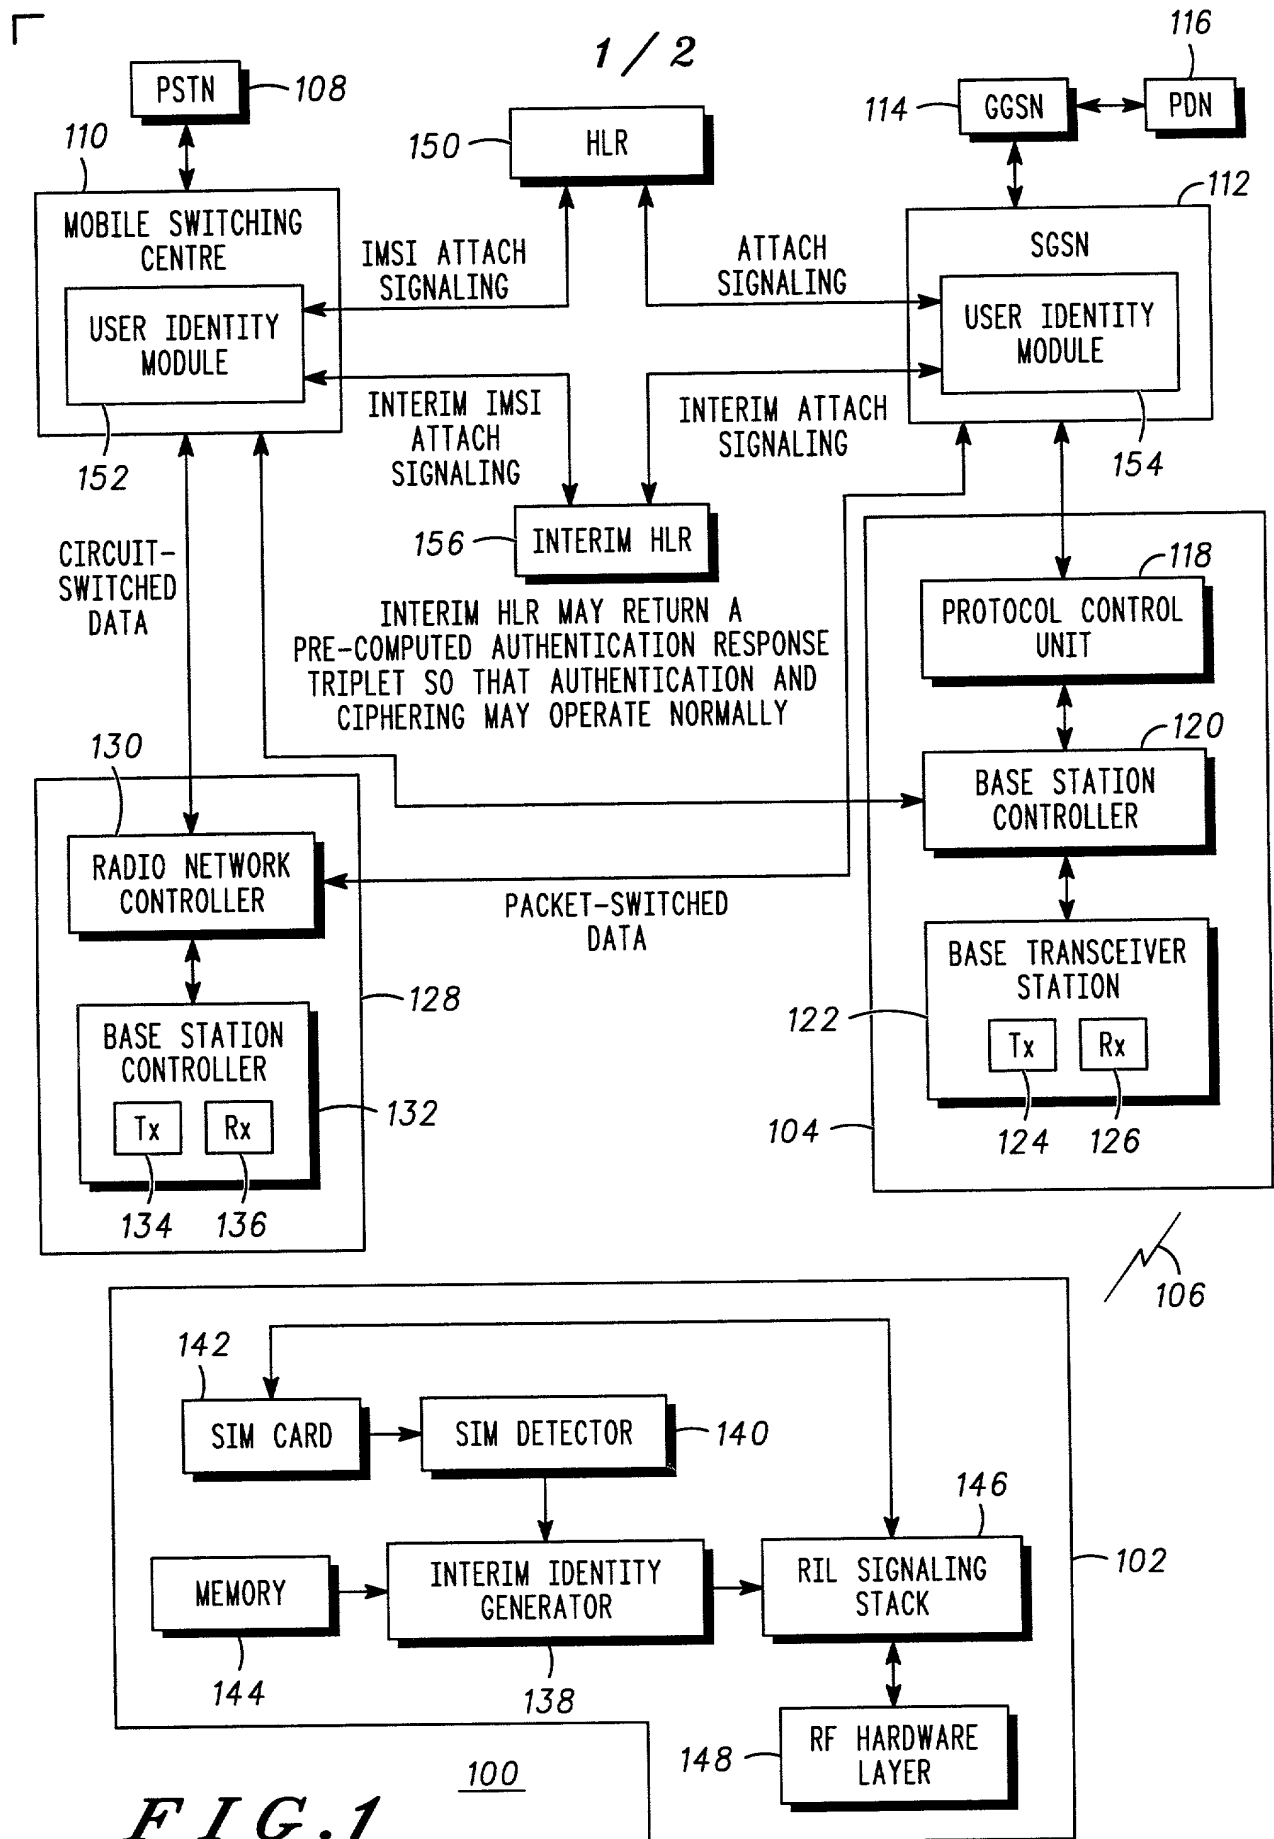 1/2
PSTN
108
110
150
HLR
114
GGSN
116
PDN
112
MOBILE SWITCHING
CENTRE
USER IDENTITY
MODULE
152
IMSI ATTACH
SIGNALING
ATTACH
SIGNALING
SGSN
USER IDENTITY
MODULE
154
INTERIM IMSI
ATTACH
SIGNALING
INTERIM ATTACH
SIGNALING
156
INTERIM HLR
INTERIM HLR MAY RETURN A
PRE-COMPUTED AUTHENTICATION RESPONSE
TRIPLET SO THAT AUTHENTICATION AND
CIPHERING MAY OPERATE NORMALLY
CIRCUIT-
SWITCHED
DATA
118
PROTOCOL CONTROL
UNIT
120
BASE STATION
CONTROLLER
130
RADIO NETWORK
CONTROLLER
PACKET-SWITCHED
DATA
BASE TRANSCEIVER
STATION
122
Tx
Rx
124
126
104
128
BASE STATION
CONTROLLER
132
Tx
Rx
134
136
106
142
SIM CARD
SIM DETECTOR
140
146
MEMORY
144
INTERIM IDENTITY
GENERATOR
138
RIL SIGNALING
STACK
102
148
RF HARDWARE
LAYER
100
FIG.1